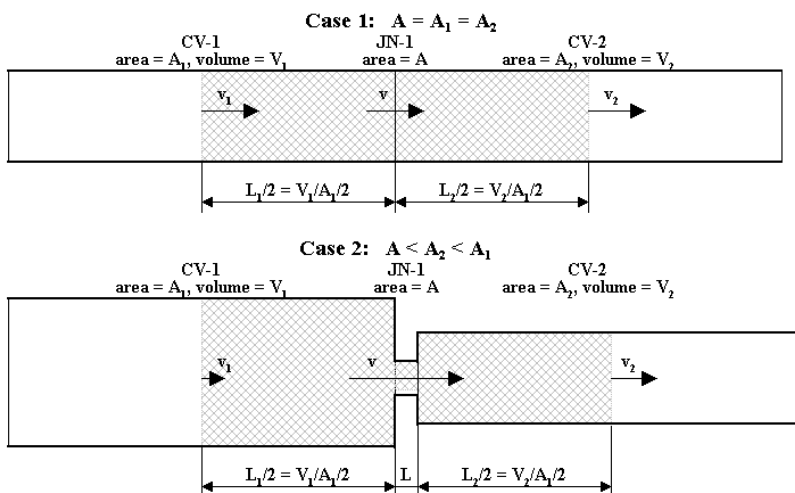 Case 1: A = A₁ = A₂
CV-1 JN-1 CV-2
area = A₁, volume = V₁ area = A area = A₂, volume = V₂
v₁ v v₂
L₁/2 = V₁/A₁/2 L₂/2 = V₂/A₁/2
Case 2: A < A₂ < A₁
CV-1 JN-1 CV-2
area = A₁, volume = V₁ area = A area = A₂, volume = V₂
v₁ v v₂
L₁/2 = V₁/A₁/2 L L₂/2 = V₂/A₁/2